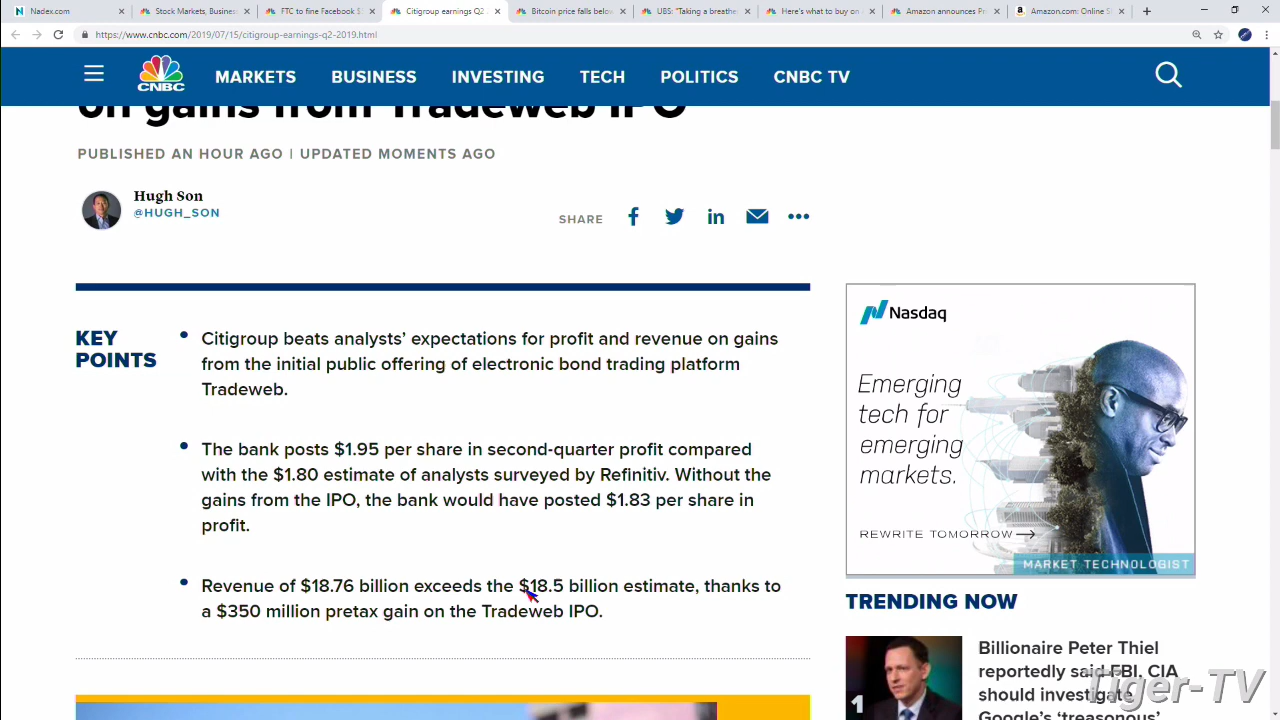 Nadex.com
Stock Markets, Busines
FTC to fine Facebook $
Citigroup earnings Q2
Bitcoin price falls below
UBS: "Taking a breathe
Here's what to buy on
Amazon announces Pr
Amazon.com: Online S
https://www.cnbc.com/2019/07/15/citigroup-earnings-q2-2019.html
CNBC
MARKETS BUSINESS INVESTING TECH POLITICS CNBC TV
on gains from Tradeweb IPO
PUBLISHED AN HOUR AGO | UPDATED MOMENTS AGO
Hugh Son
@HUGH_SON
SHARE
KEY
POINTS
Citigroup beats analysts’ expectations for profit and revenue on gains
from the initial public offering of electronic bond trading platform
Tradeweb.
The bank posts $1.95 per share in second-quarter profit compared
with the $1.80 estimate of analysts surveyed by Refinitiv. Without the
gains from the IPO, the bank would have posted $1.83 per share in
profit.
Revenue of $18.76 billion exceeds the $18.5 billion estimate, thanks to
a $350 million pretax gain on the Tradeweb IPO.
Nasdaq
Emerging
tech for
emerging
markets.
REWRITE TOMORROW
MARKET TECHNOLOGIST
TRENDING NOW
1
Billionaire Peter Thiel
reportedly said FBI, CIA
should investigate
Google’s ‘treasonous’
Tiger-TV